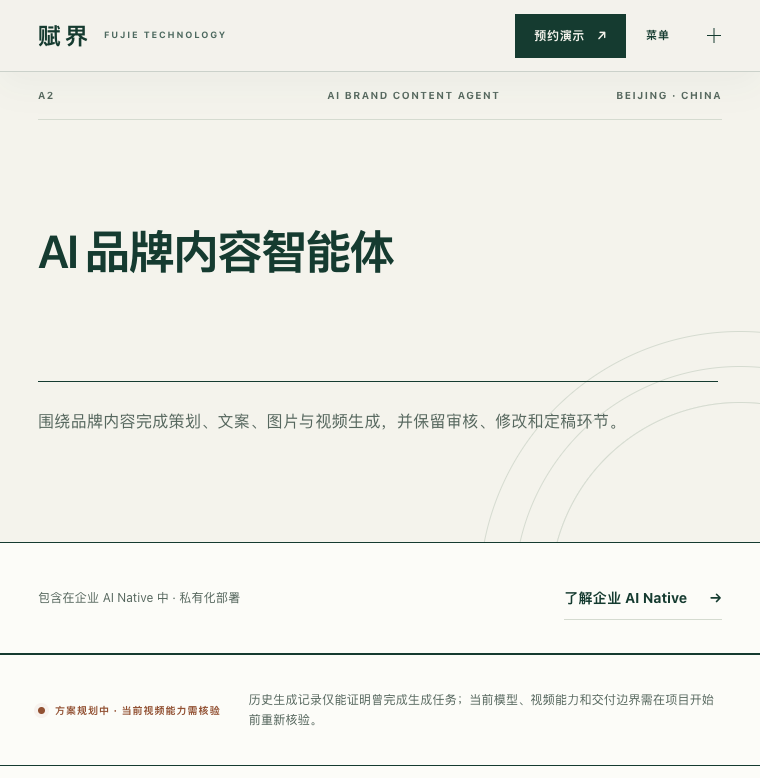 赋界 FUJIE TECHNOLOGY 预约演示 ↗ 菜单 +
A2 AI BRAND CONTENT AGENT BEIJING · CHINA
AI 品牌内容智能体
围绕品牌内容完成策划、文案、图片与视频生成，并保留审核、修改和定稿环节。
包含在企业 AI Native 中 · 私有化部署 了解企业 AI Native →
方案规划中 · 当前视频能力需核验
历史生成记录仅能证明曾完成生成任务；当前模型、视频能力和交付边界需在项目开始
前重新核验。